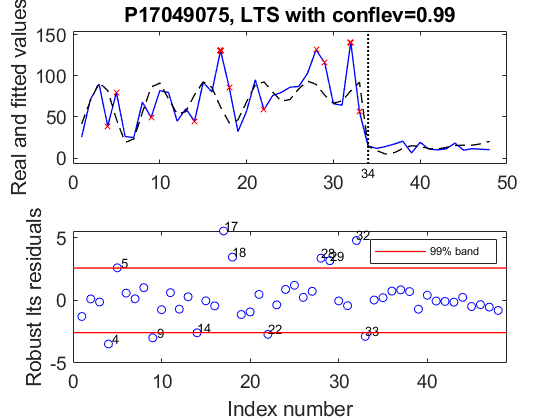 P17049075, LTS with conflev=0.99
Real and fitted values
150
100
50
0
0 10 20 30 40 50
34
Robust lts residuals
5
0
-5
17
32
18
28
29
5
4
9
14
22
33
99% band
0 10 20 30 40
Index number